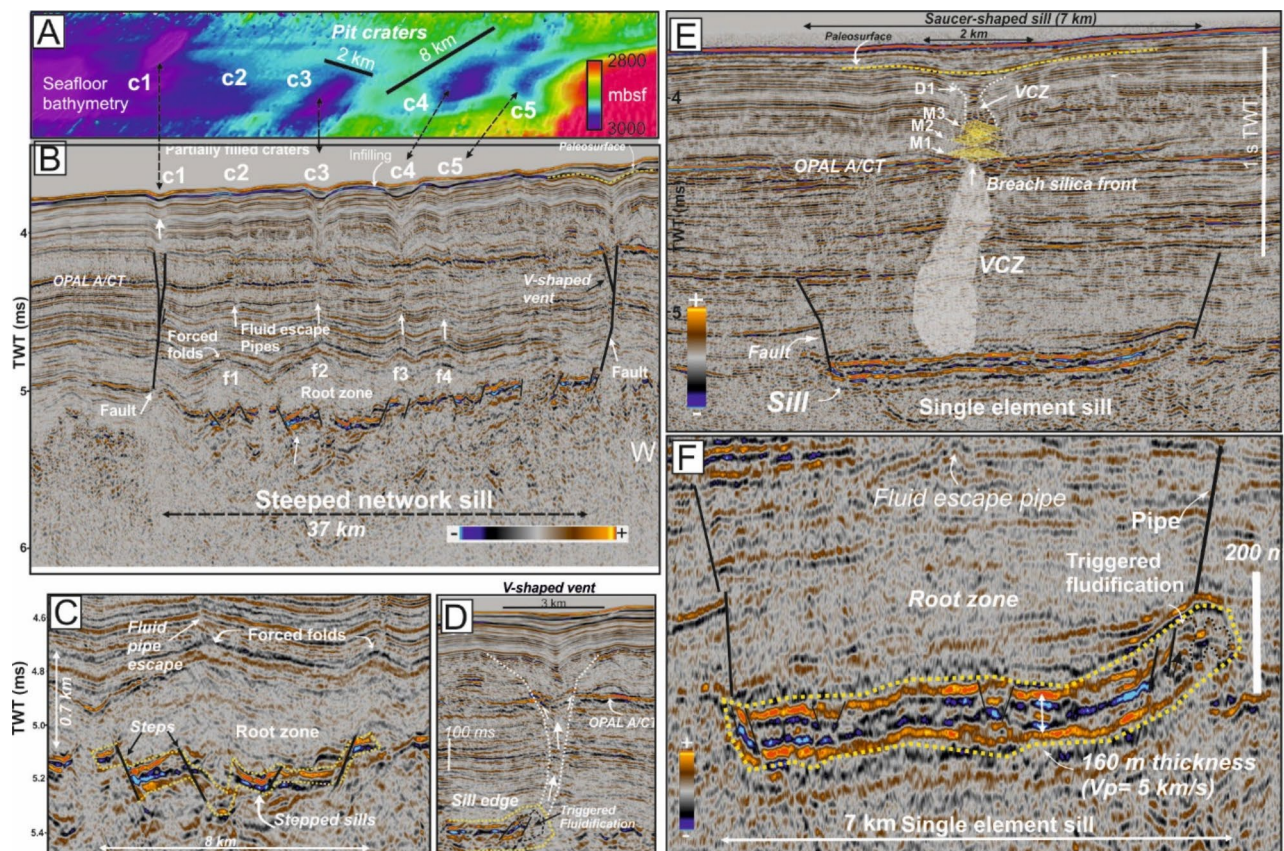 A
Pit craters
2 km
8 km
c1
c2
c3
c4
c5
Seafloor
bathymetry
2800
mbsf
3000
B
Partially filled craters
Infilling
Paleosurface
c1
c2
c3
c4
c5
4
OPAL A/CT
V-shaped
vent
Forced
folds
Fluid escape
Pipes
f1
f2
f3
f4
Root zone
Fault
Fault
5
TWT (ms)
W
Steeped network sill
37 km
-
+
6
C
4.6
4.8
5.0
5.2
5.4
TWT (ms)
Fluid
pipe
escape
Forced folds
0.7 km
Steps
Root zone
Stepped sills
8 km
V-shaped vent
D
3 km
OPAL A/CT
100 ms
Sill edge
Triggered
Fluidification
E
Saucer-shaped sill (7 km)
2 km
Paleosurface
4
D1
VCZ
M3
M2
M1
OPAL A/CT
Breach silica front
1 s TWT
TWT (ms)
VCZ
5
+
-
Fault
Sill
Single element sill
F
Fluid escape pipe
Pipe
Triggered
fludification
200 m
Root zone
+
-
160 m thickness
(Vp= 5 km/s)
7 km Single element sill